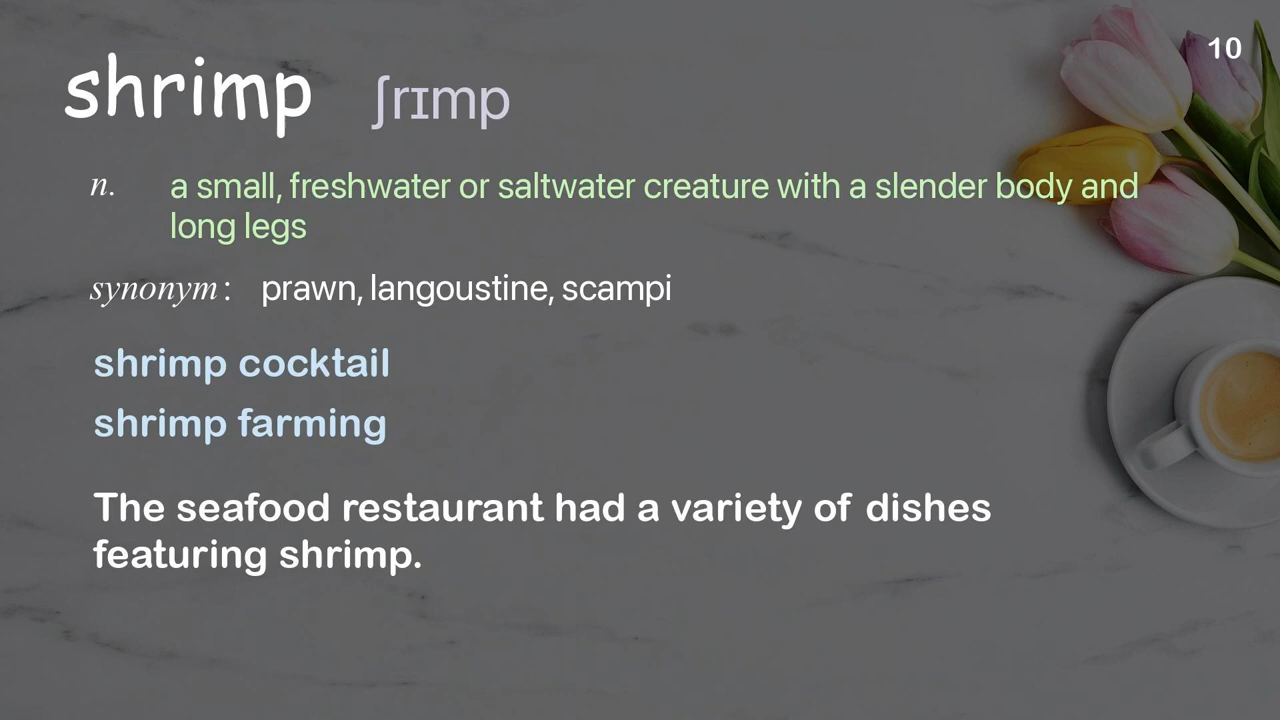 10
shrimp ʃrɪmp
n. a small, freshwater or saltwater creature with a slender body and
long legs
synonym: prawn, langoustine, scampi
shrimp cocktail
shrimp farming
The seafood restaurant had a variety of dishes
featuring shrimp.